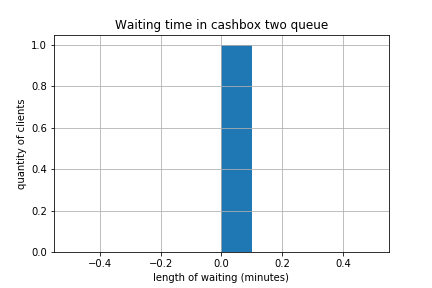 Waiting time in cashbox two queue
quantity of clients
1.0
0.8
0.6
0.4
0.2
0.0
−0.4 −0.2 0.0 0.2 0.4
length of waiting (minutes)